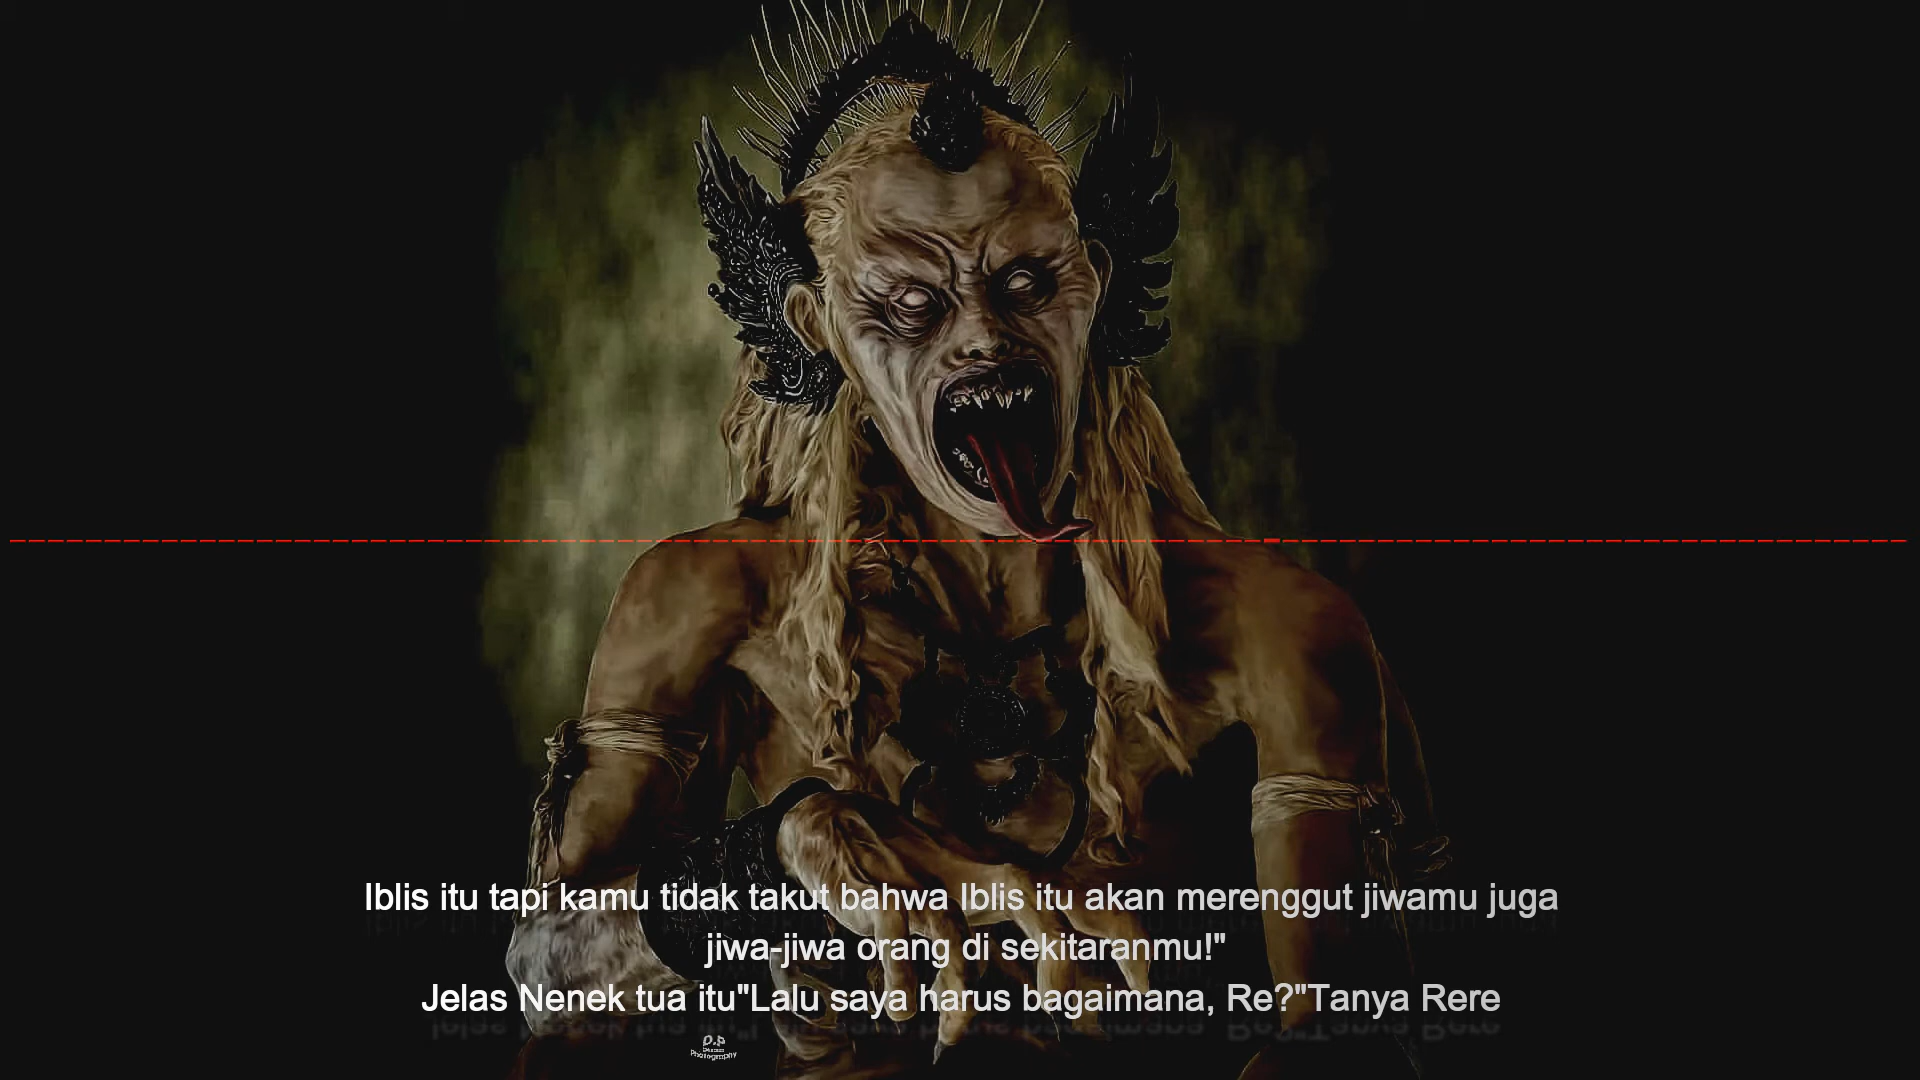 Iblis itu tapi kamu tidak takut bahwa Iblis itu akan merenggut jiwamu juga
jiwa-jiwa orang di sekitaranmu!"
Jelas Nenek tua itu"Lalu saya harus bagaimana, Re?"Tanya Rere
D.P
Photography